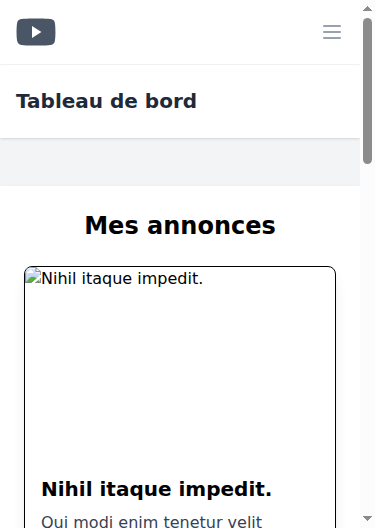 Tableau de bord
Mes annonces
Nihil itaque impedit.
Nihil itaque impedit.
Qui modi enim tenetur velit